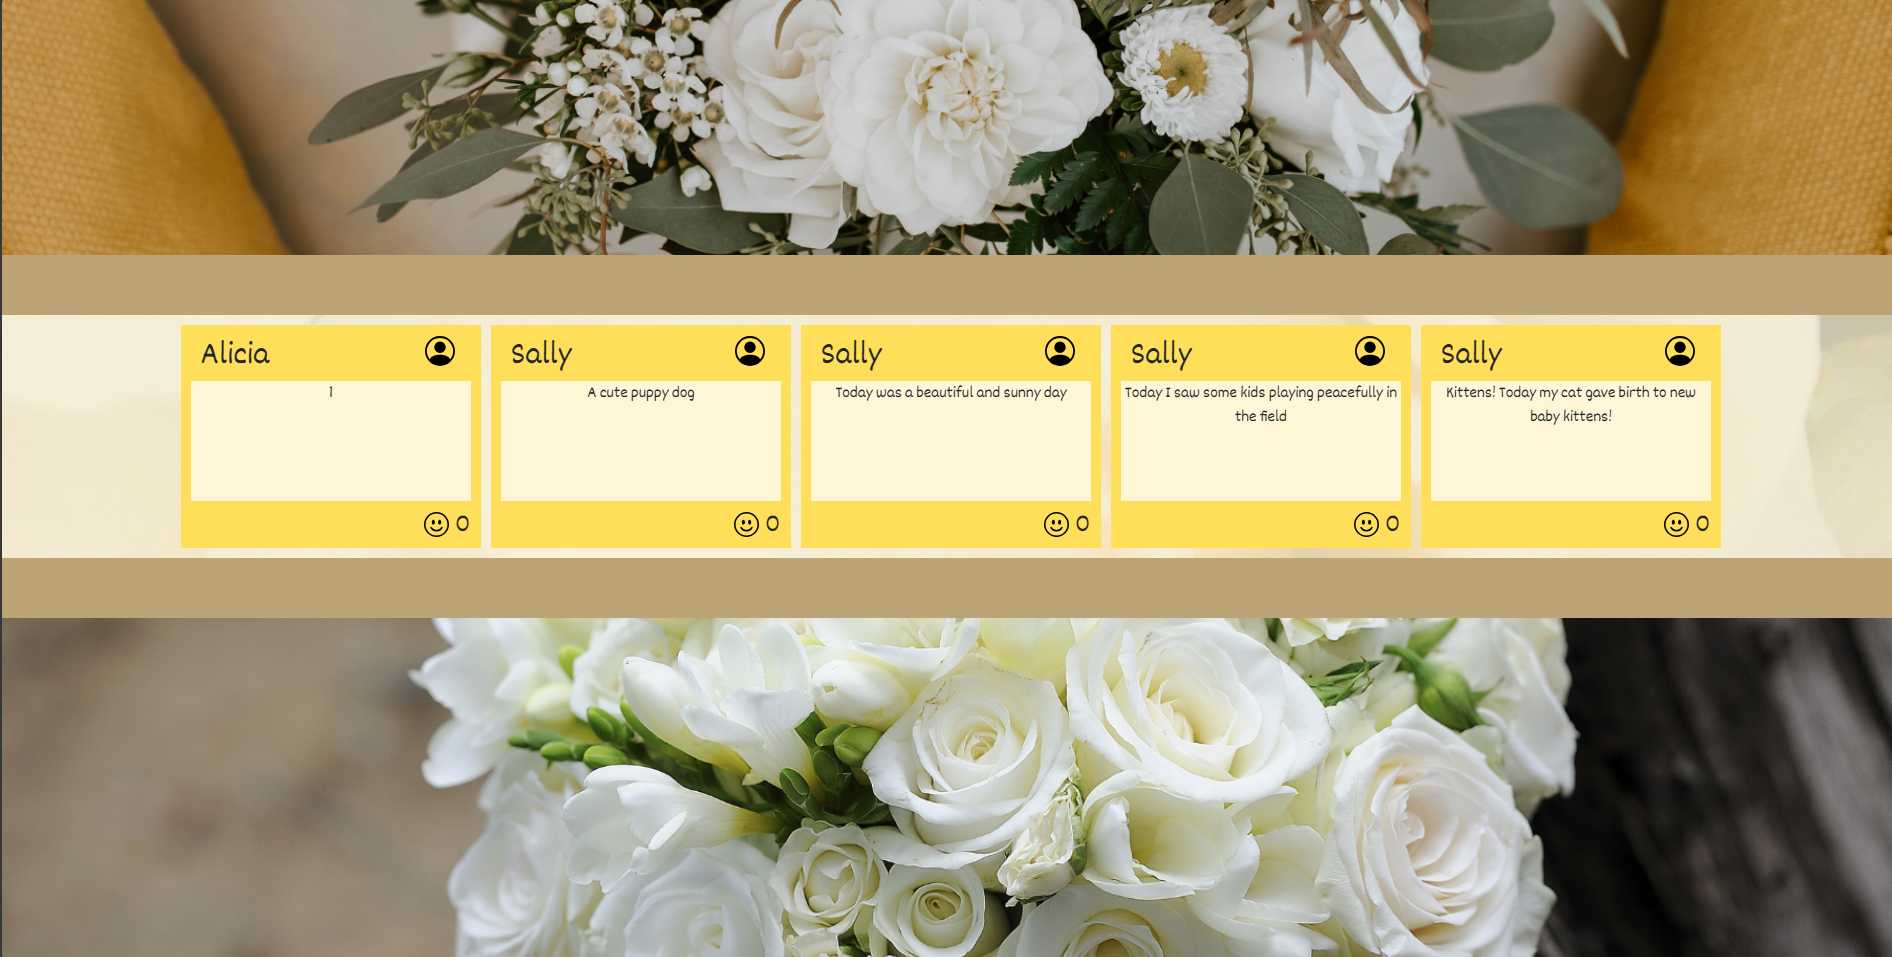 Alicia
1
0
Sally
A cute puppy dog
0
Sally
Today was a beautiful and sunny day
0
Sally
Today I saw some kids playing peacefully in
the field
0
Sally
Kittens! Today my cat gave birth to new
baby kittens!
0